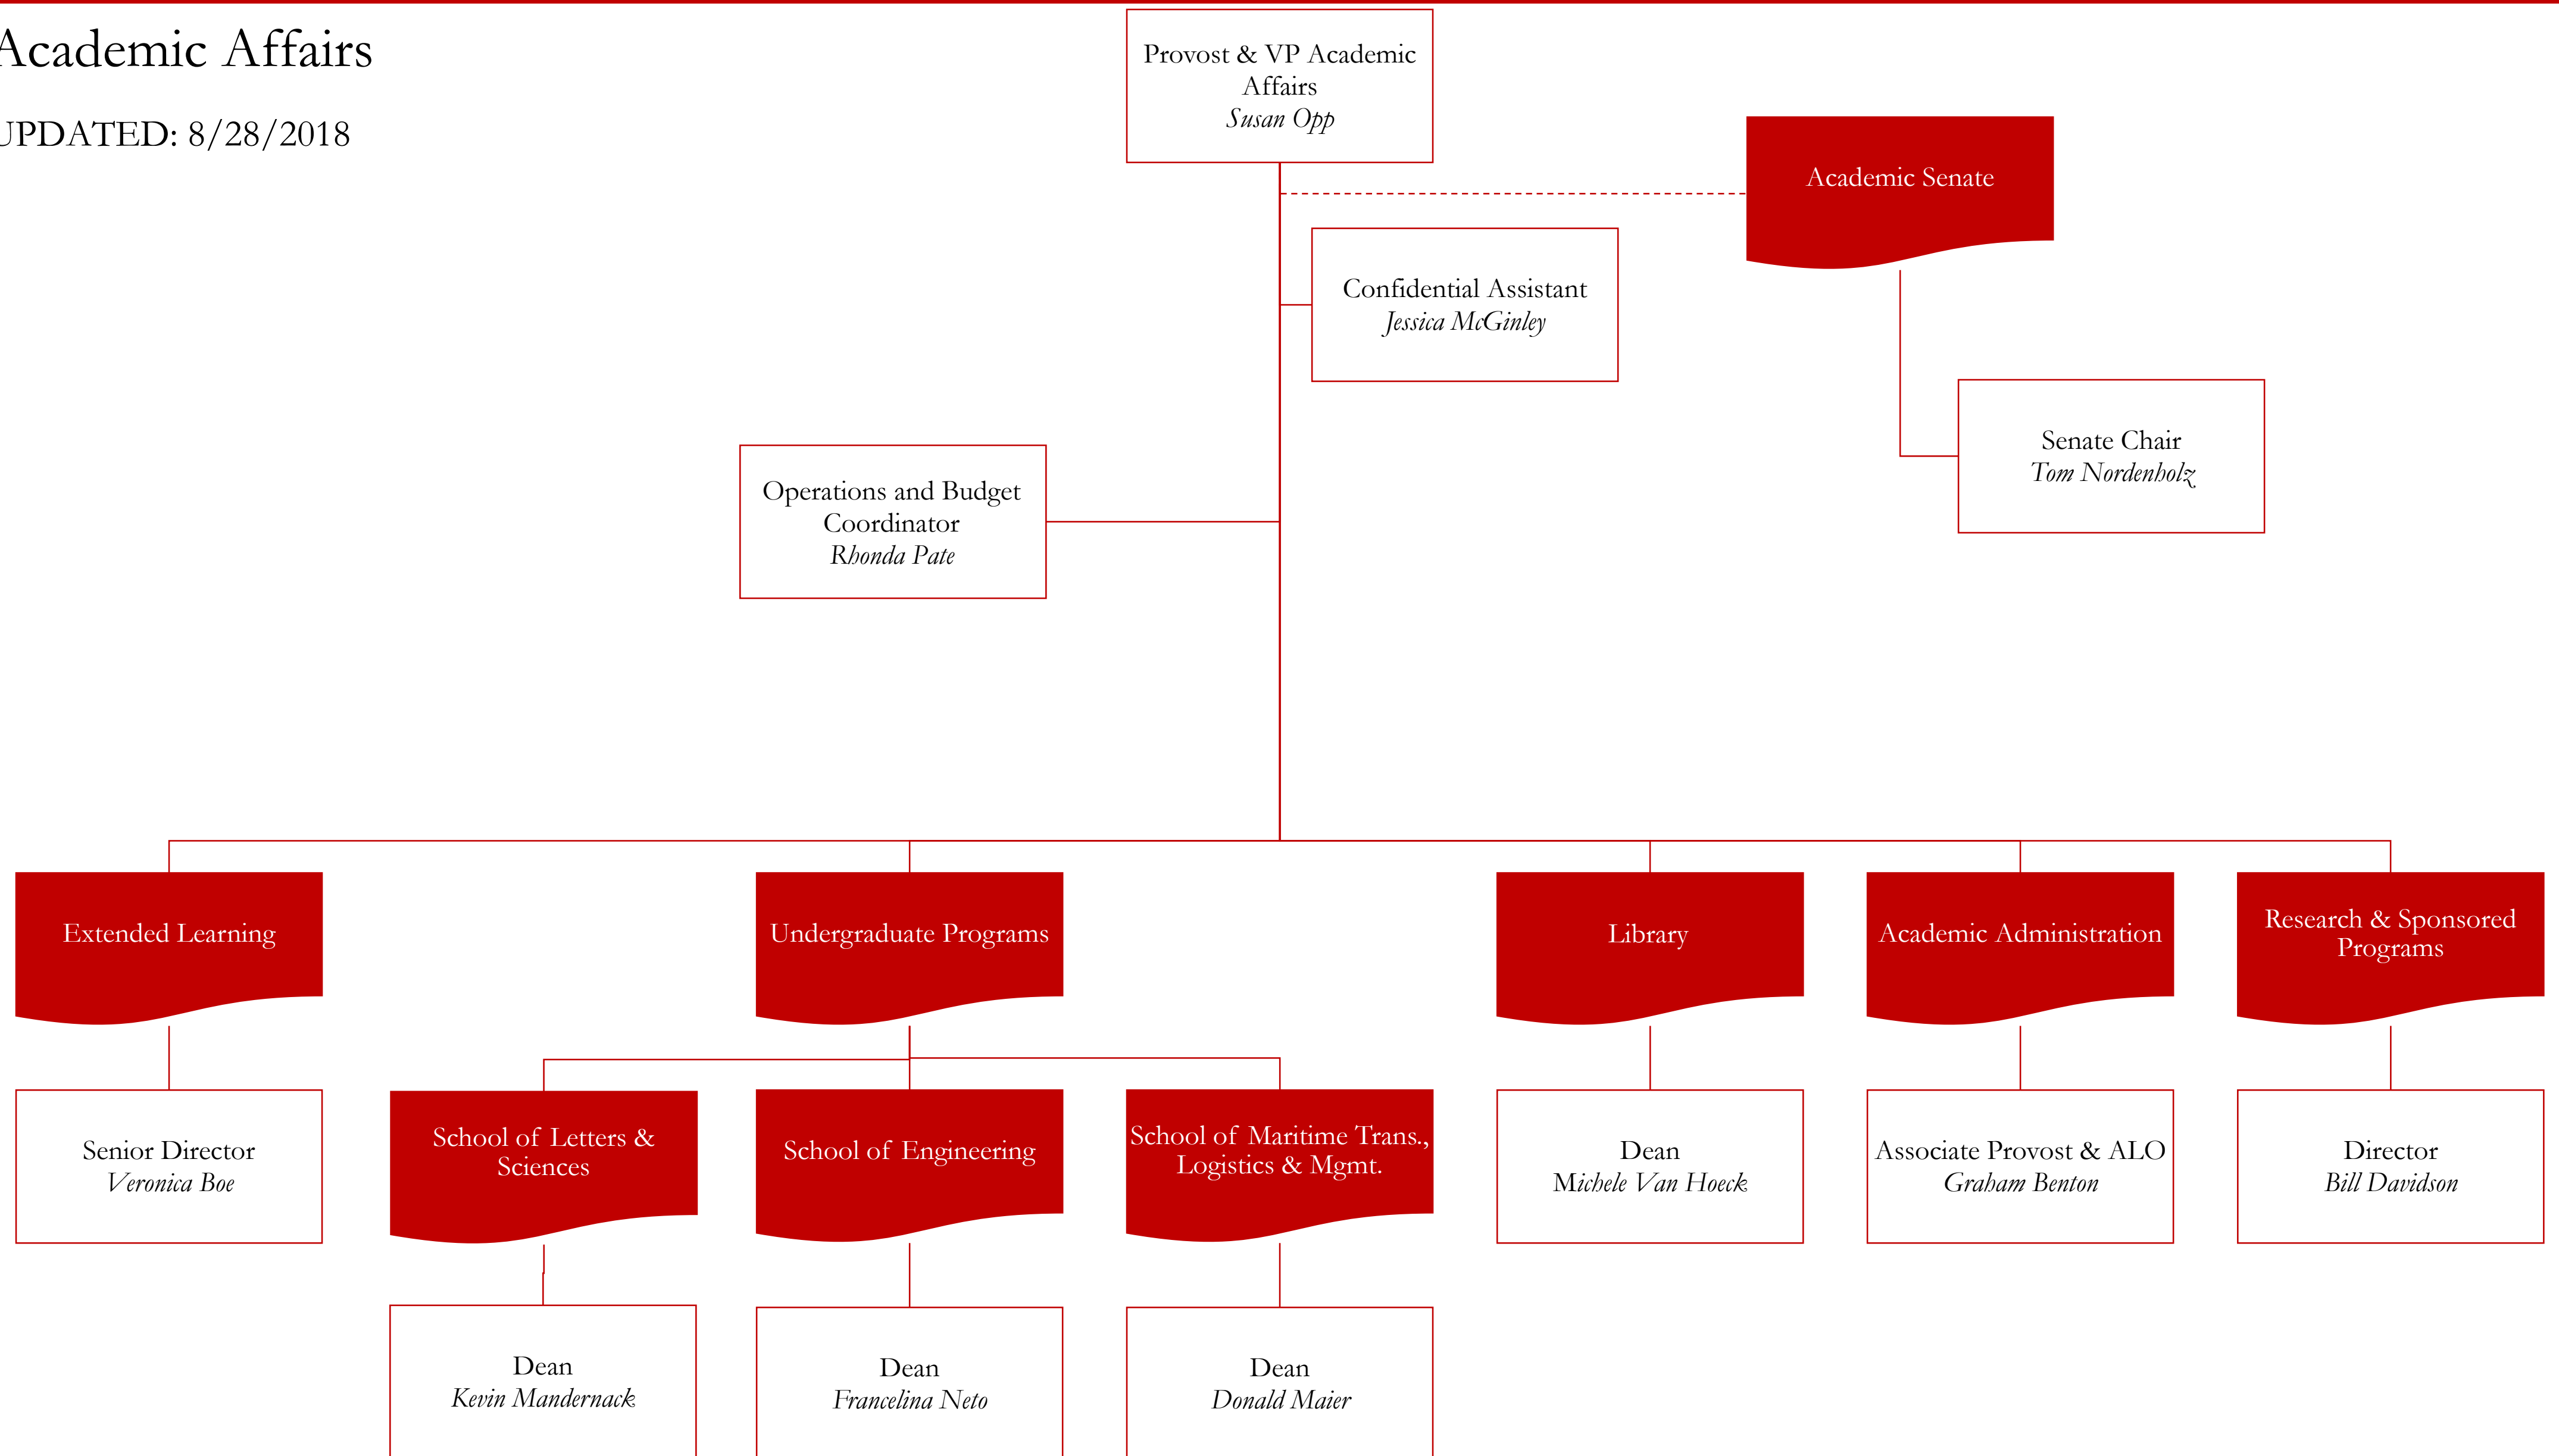 Academic Affairs
UPDATED: 8/28/2018
Provost & VP Academic
Affairs
Susan Opp
Academic Senate
Confidential Assistant
Jessica McGinley
Senate Chair
Tom Nordenholz
Operations and Budget
Coordinator
Rhonda Pate
Extended Learning
Undergraduate Programs
Library
Academic Administration
Research & Sponsored
Programs
Senior Director
Veronica Boe
School of Letters &
Sciences
School of Engineering
School of Maritime Trans.,
Logistics & Mgmt.
Dean
Michele Van Hoeck
Associate Provost & ALO
Graham Benton
Director
Bill Davidson
Dean
Kevin Mandernack
Dean
Francelina Neto
Dean
Donald Maier